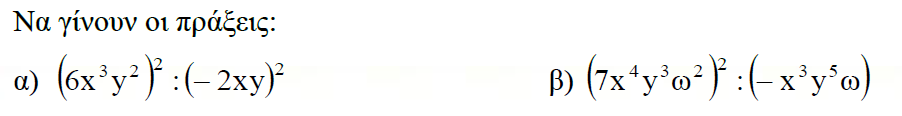 Να γίνουν οι πράξεις:
α) (6x³y²)² : (– 2xy)² β) (7x⁴y³ω²)² : (– x³y⁵ω)